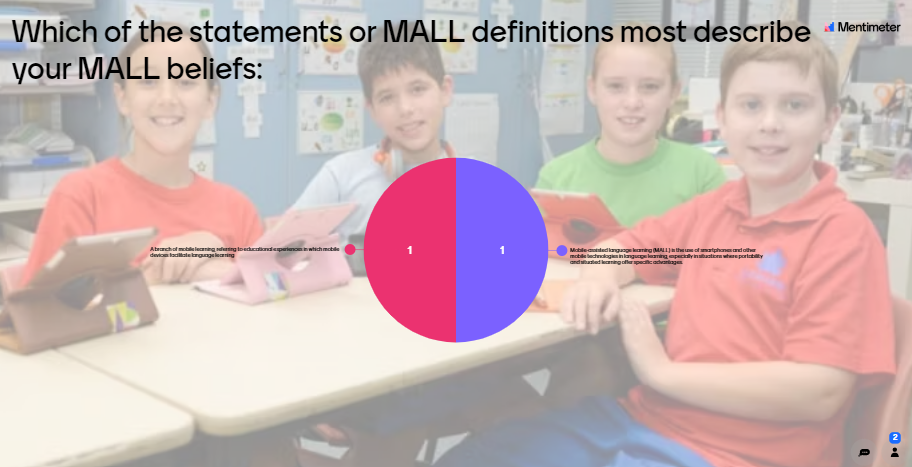 Which of the statements or MALL definitions most describe
your MALL beliefs:
Mentimeter
A branch of mobile learning, referring to educational experiences in which mobile
devices facilitate language learning
1
1
Mobile-assisted language learning (MALL) is the use of smartphones and other
mobile technologies in language learning, especially in situations where portability
and situated learning offer specific advantages.
2